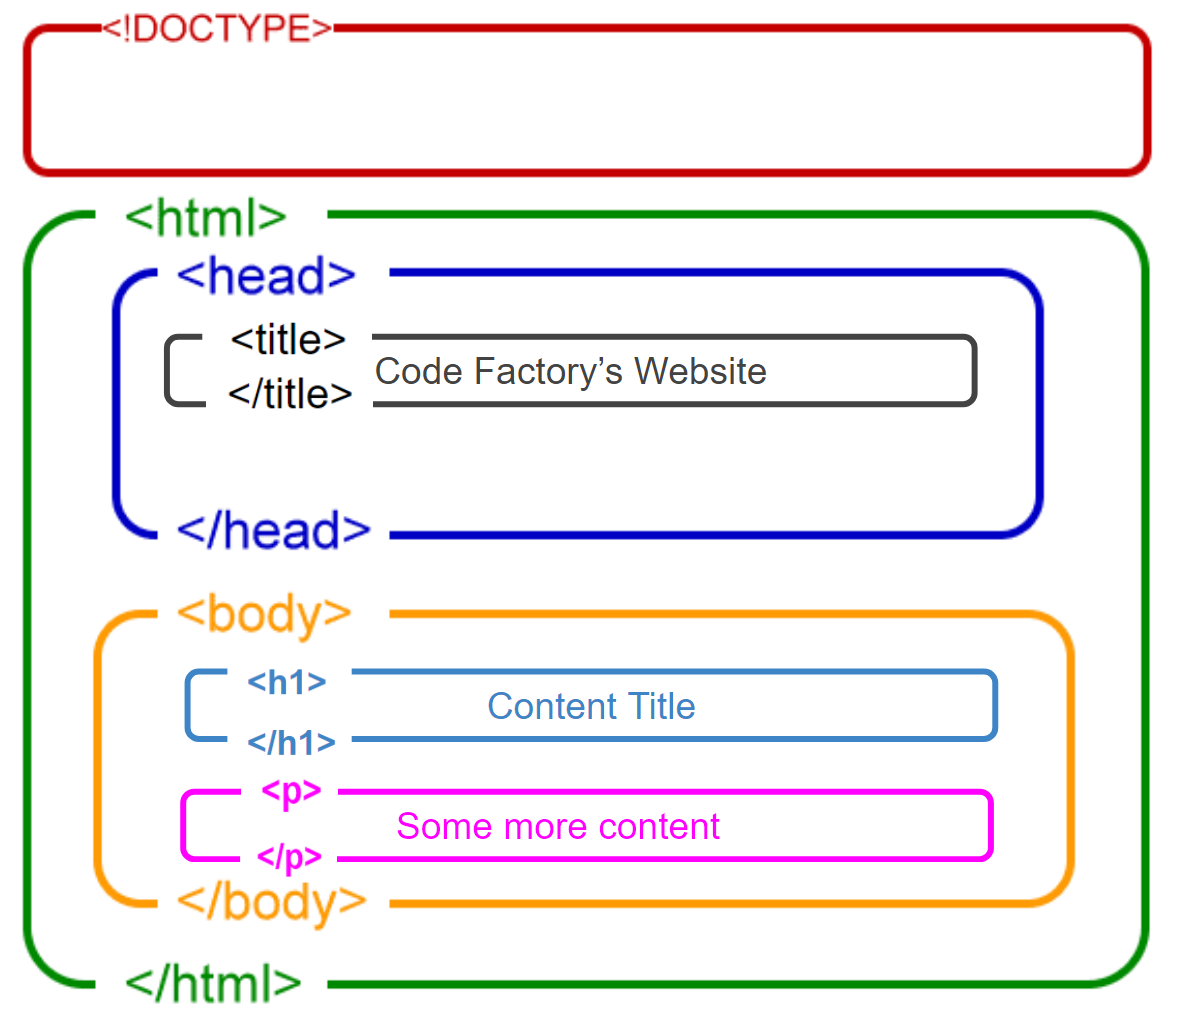 <!DOCTYPE>
<html>
<head>
<title>
Code Factory’s Website
</title>
</head>
<body>
<h1>
Content Title
</h1>
<p>
Some more content
</p>
</body>
</html>